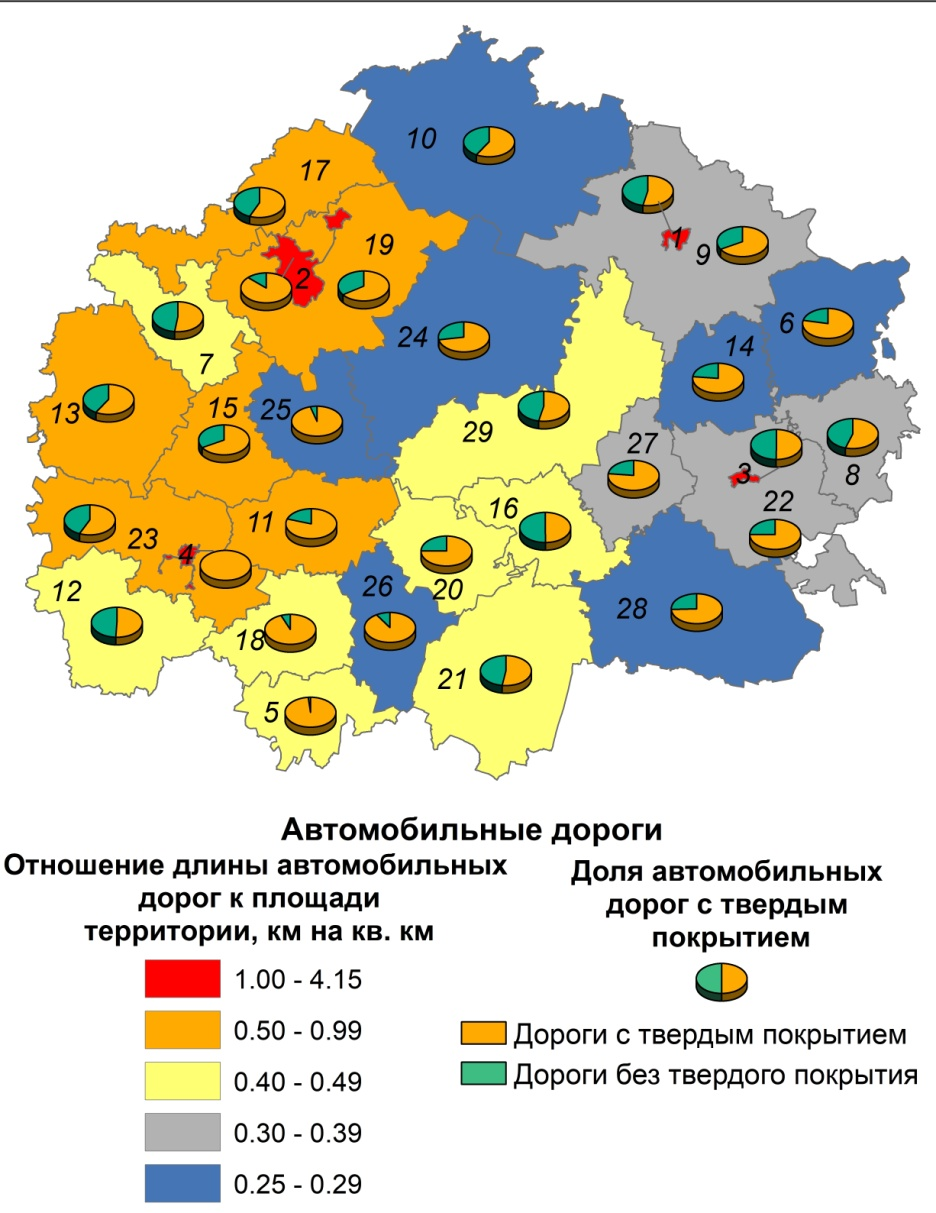 10
17
1
9
19
2
24
6
14
7
13
15
25
29
27
3
8
22
16
11
23
4
20
12
26
28
18
21
5
Автомобильные дороги
Отношение длины автомобильных
дорог к площади
территории, км на кв. км
1.00 - 4.15
0.50 - 0.99
0.40 - 0.49
0.30 - 0.39
0.25 - 0.29
Доля автомобильных
дорог с твердым
покрытием
Дороги с твердым покрытием
Дороги без твердого покрытия